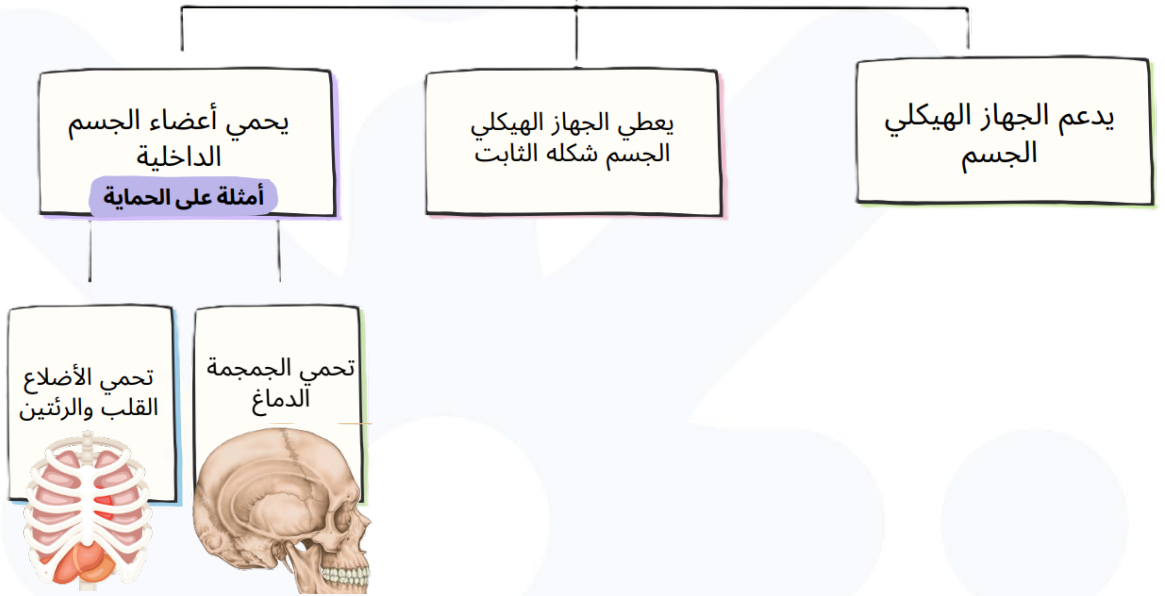 يدعم الجهاز الهيكلي
الجسم
يعطي الجهاز الهيكلي
الجسم شكله الثابت
يحمي أعضاء الجسم
الداخلية
أمثلة على الحماية
تحمي الجمجمة
الدماغ
تحمي الأضلاع
القلب والرئتين